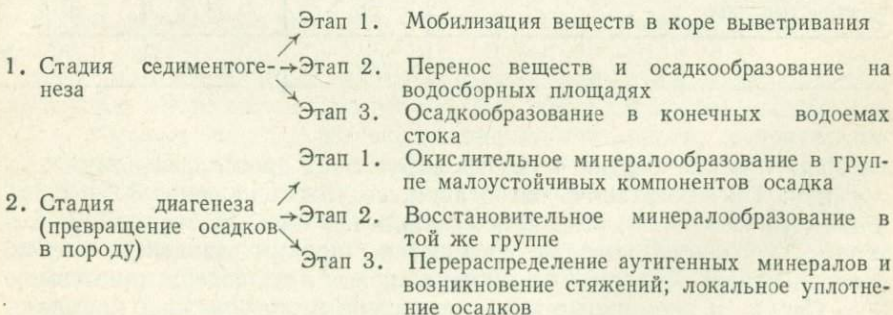 Этап 1. Мобилизация веществ в коре выветривания
1. Стадия седиментоге- → Этап 2. Перенос веществ и осадкообразование на
неза водосборных площадях
Этап 3. Осадкообразование в конечных водоемах
стока
Этап 1. Окислительное минералообразование в груп-
пе малоустойчивых компонентов осадка
2. Стадия диагенеза
(превращение осадков → Этап 2. Восстановительное минералообразование в
в породу) той же группе
Этап 3. Перераспределение аутигенных минералов и
возникновение стяжений; локальное уплотне-
ние осадков